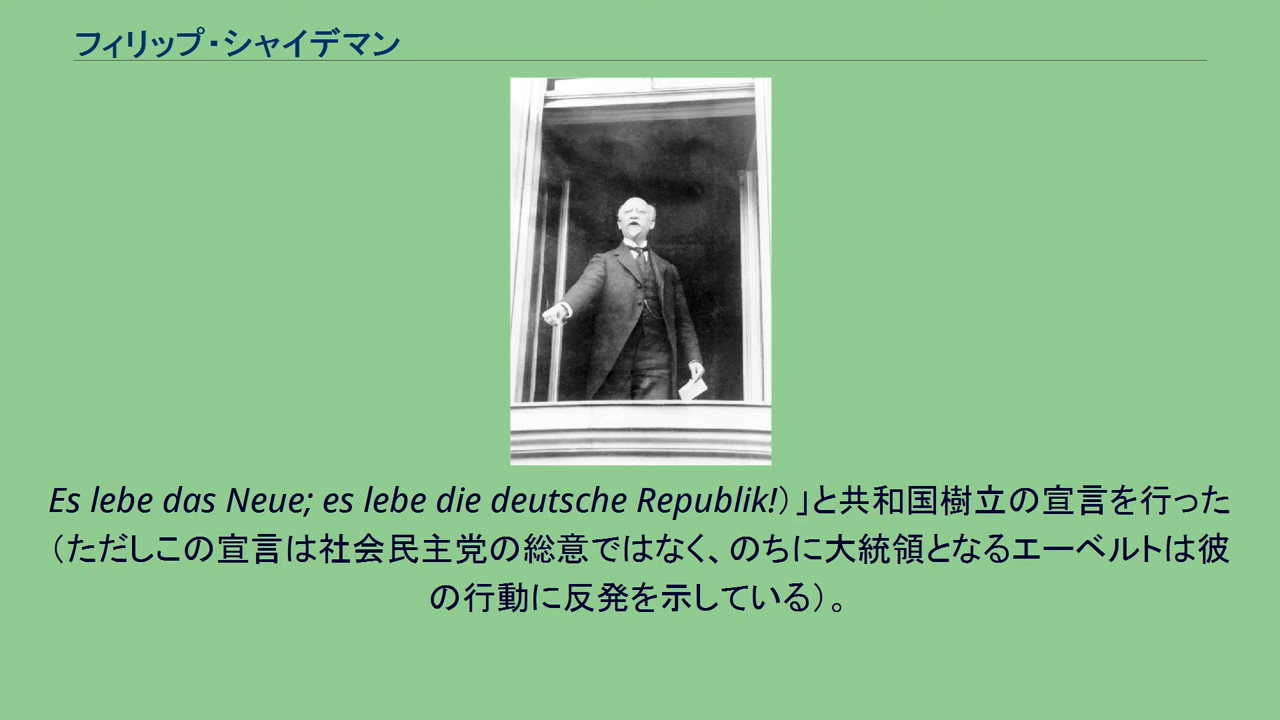 フィリップ・シャイデマン
Es lebe das Neue; es lebe die deutsche Republik!）」と共和国樹立の宣言を行った
（ただしこの宣言は社会民主党の総意ではなく、のちに大統領となるエーベルトは彼
の行動に反発を示している）。